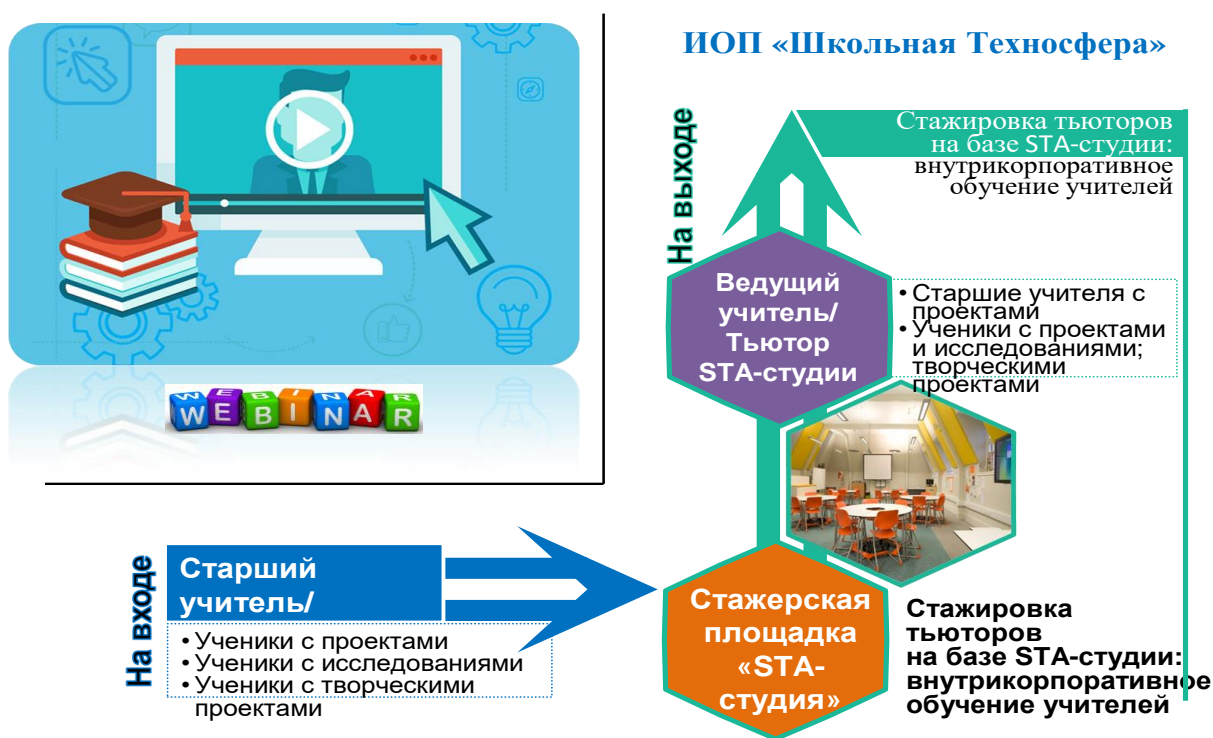 ИОП «Школьная Техносфера»
WEBINAR
На выходе
Стажировка тьюторов
на базе STA-студии:
внутрикорпоративное
обучение учителей
Ведущий
учитель/
Тьютор
STA-студии
• Старшие учителя с
проектами
• Ученики с проектами
и исследованиями;
творческими
проектами
На входе
Старший
учитель/
• Ученики с проектами
• Ученики с исследованиями
• Ученики с творческими
проектами
Стажерская
площадка
«STA-
студия»
Стажировка
тьюторов
на базе STA-студии:
внутрикорпоративное
обучение учителей